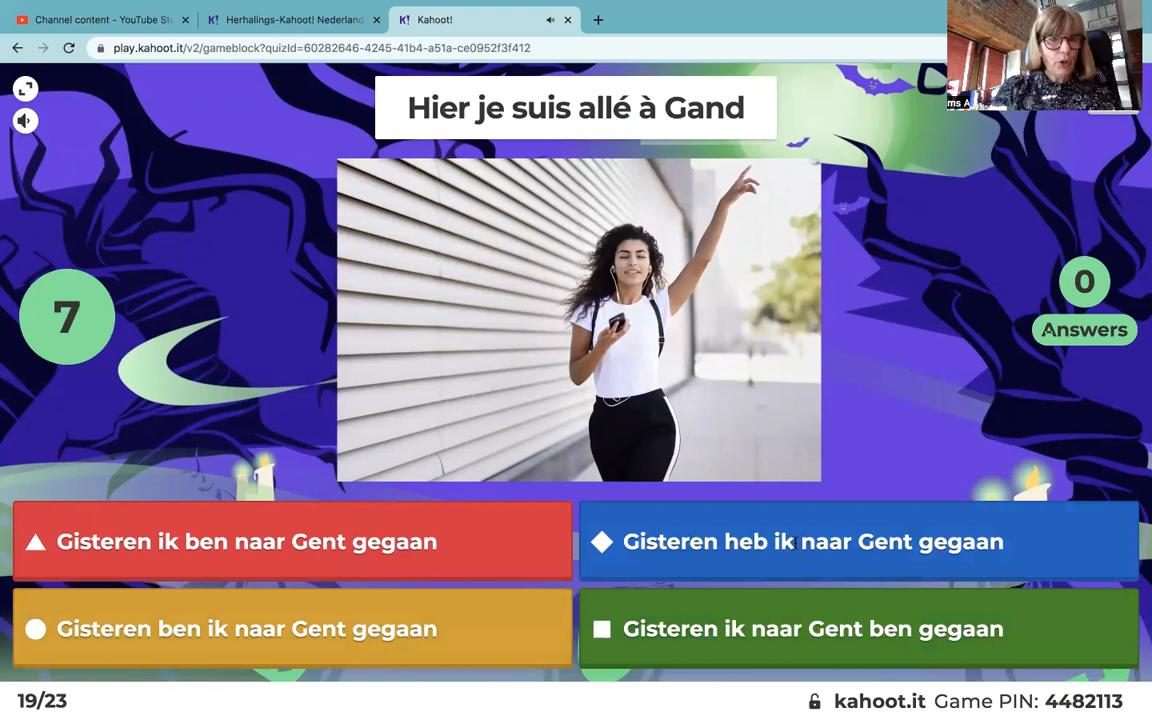 Channel content - YouTube Stu
Herhalings-Kahoot! Nederland
Kahoot!
play.kahoot.it/v2/gameblock?quizId=60282646-4245-41b4-a51a-ce0952f3f412
ms A
Hier je suis allé à Gand
7
0
Answers
Gisteren ik ben naar Gent gegaan
Gisteren heb ik naar Gent gegaan
Gisteren ben ik naar Gent gegaan
Gisteren ik naar Gent ben gegaan
19/23
kahoot.it Game PIN: 4482113